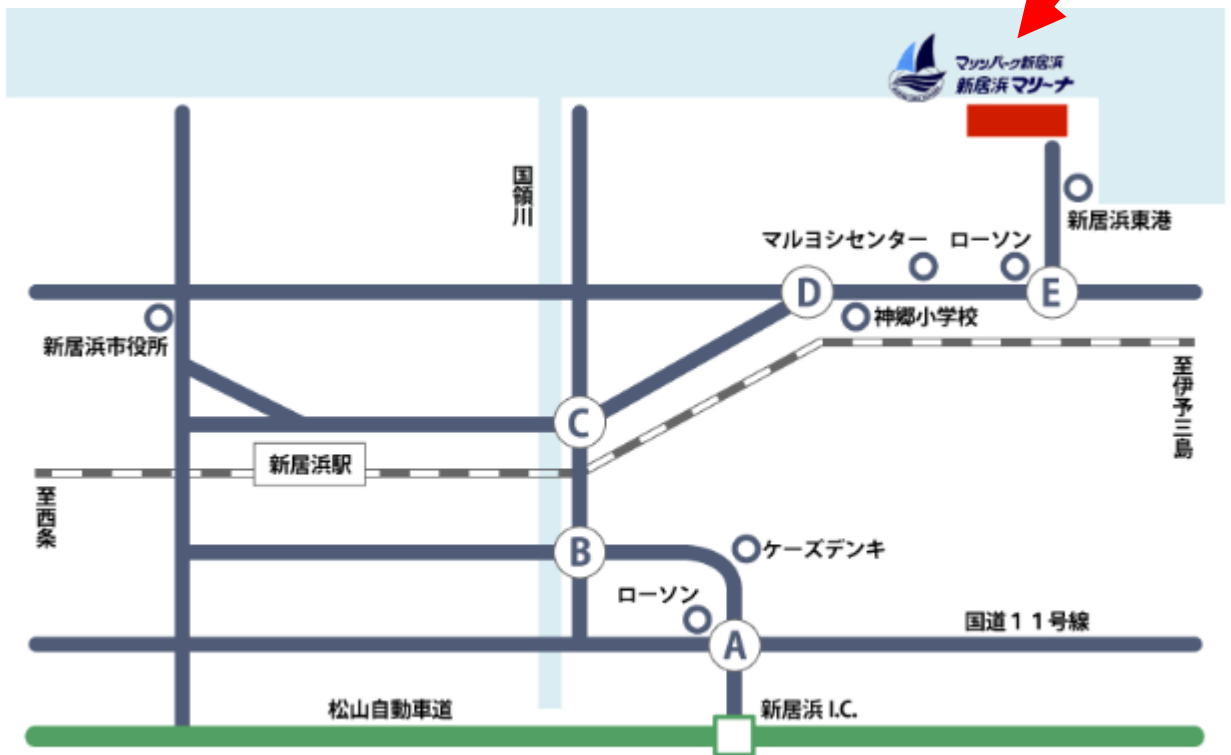 マリンパーク新居浜
新居浜マリーナ
国領川
新居浜東港
マルヨシセンター
ローソン
D
E
神郷小学校
新居浜市役所
至伊予三島
C
新居浜駅
至西条
B
ケーズデンキ
ローソン
国道11号線
A
松山自動車道
新居浜 I.C.